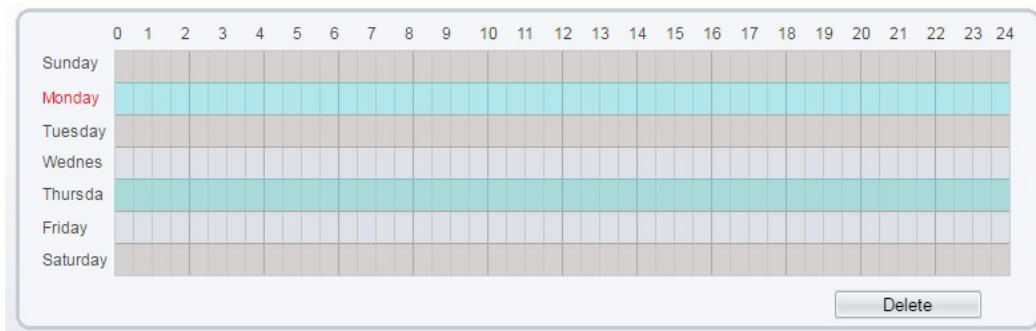 0 1 2 3 4 5 6 7 8 9 10 11 12 13 14 15 16 17 18 19 20 21 22 23 24
Sunday
Monday
Tuesday
Wednes
Thursda
Friday
Saturday
Delete